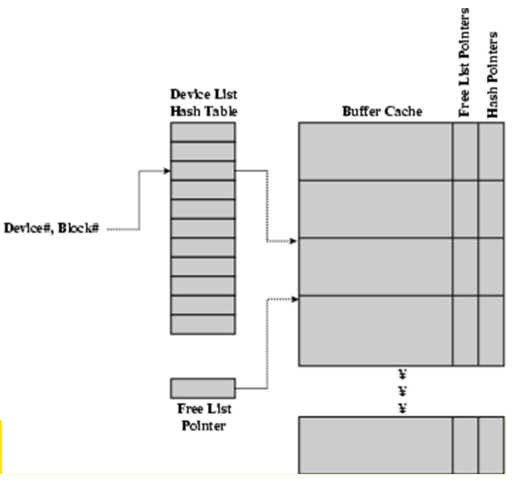 Free List Pointers
Hash Pointers
Device List
Hash Table
Buffer Cache
Device#, Block#
¥
¥
¥
Free List
Pointer